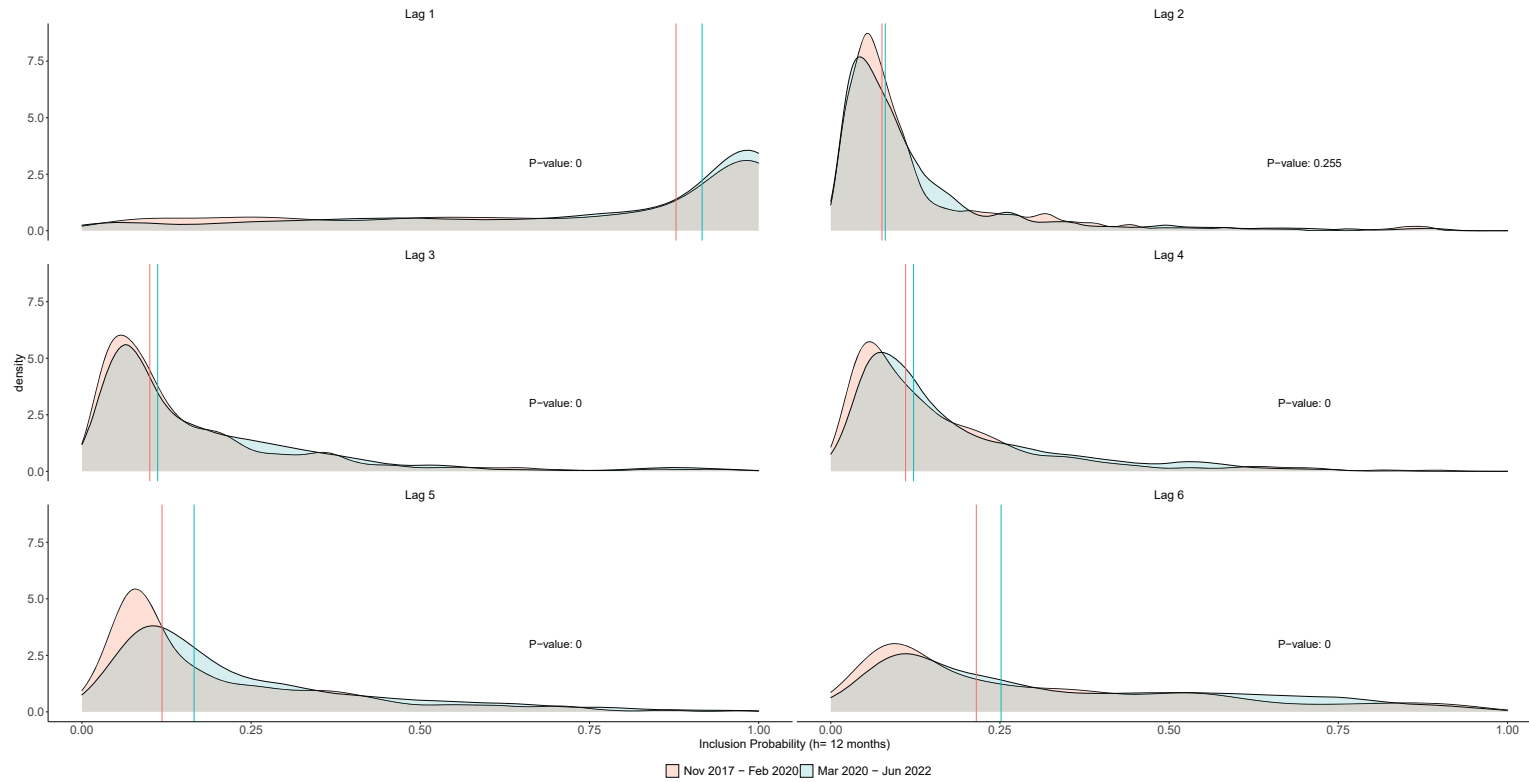 Lag 1
Lag 2
7.5
5.0
2.5
0.0
P−value: 0
P−value: 0.255
Lag 3
Lag 4
7.5
5.0
2.5
0.0
P−value: 0
P−value: 0
density
Lag 5
Lag 6
7.5
5.0
2.5
0.0
P−value: 0
P−value: 0
0.00 0.25 0.50 0.75 1.00
0.00 0.25 0.50 0.75 1.00
Inclusion Probability (h= 12 months)
Nov 2017 − Feb 2020 Mar 2020 − Jun 2022